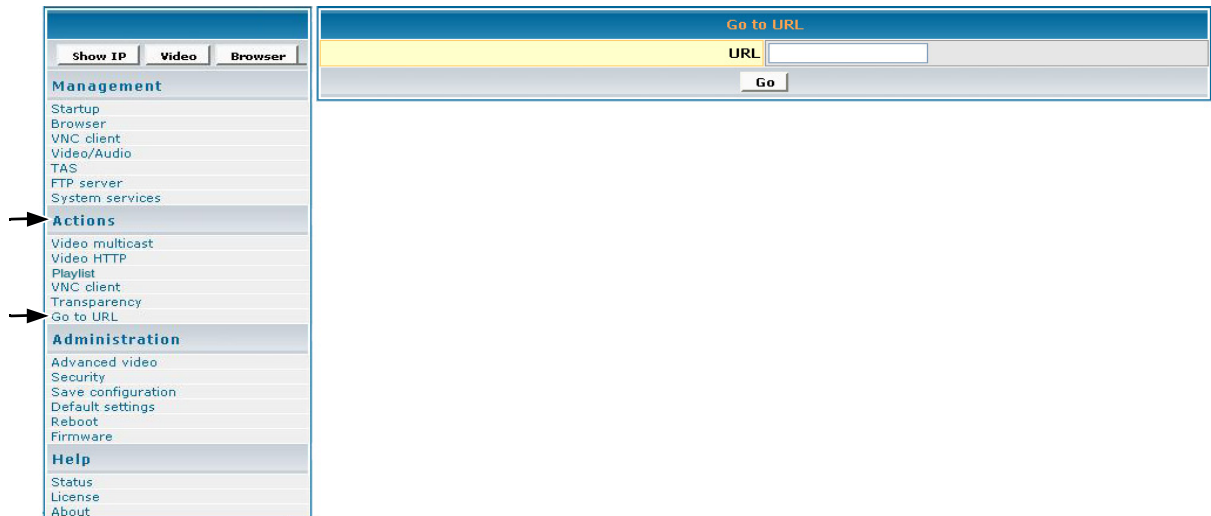 Show IP Video Browser
Management
Startup
Browser
VNC client
Video/Audio
TAS
FTP server
System services
Actions
Video multicast
Video HTTP
Playlist
VNC client
Transparency
Go to URL
Administration
Advanced video
Security
Save configuration
Default settings
Reboot
Firmware
Help
Status
License
About
Go to URL
URL
Go